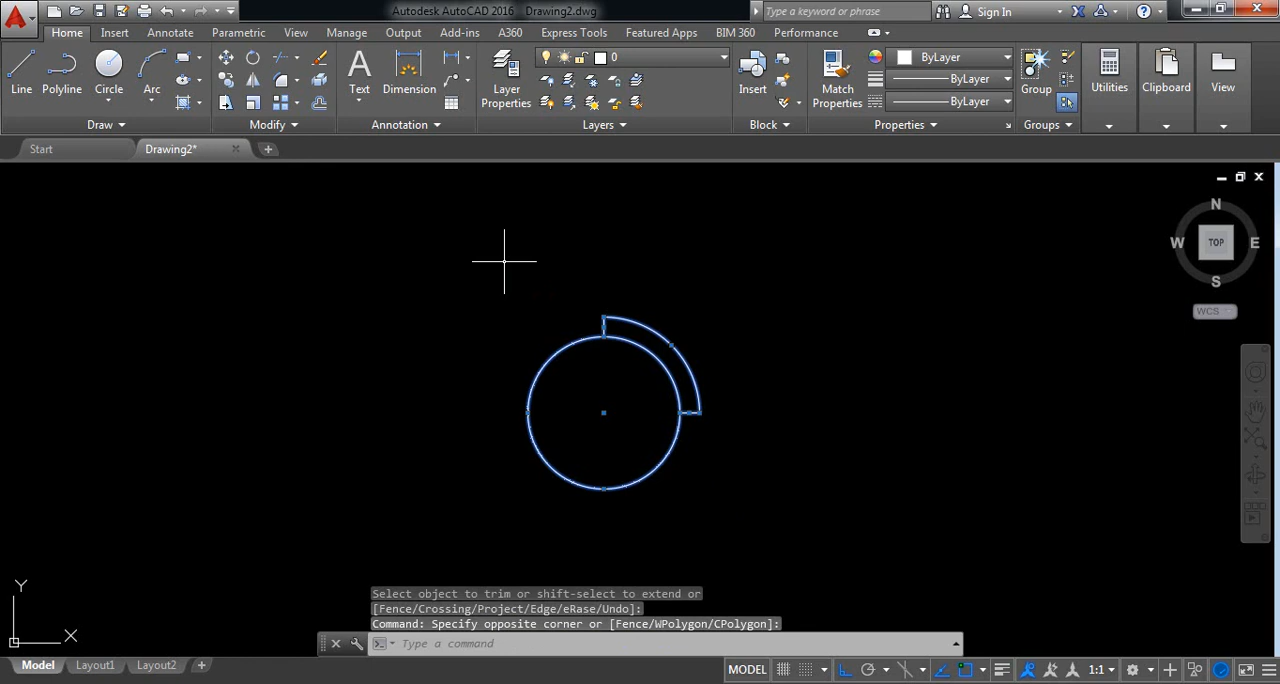 Autodesk AutoCAD 2016 Drawing2.dwg
Type a keyword or phrase
Sign In
Home Insert Annotate Parametric View Manage Output Add-ins A360 Express Tools Featured Apps BIM 360 Performance
0
ByLayer
ByLayer
ByLayer
Line Polyline Circle Arc
Text Dimension
Layer
Properties
Insert
Match
Properties
Group
Utilities Clipboard View
Draw Modify Annotation Layers Block Properties Groups
Start Drawing2*
N
W TOP E
S
WCS
Y
X
Select object to trim or shift-select to extend or
[Fence/Crossing/Project/Edge/eRase/Undo]:
Command: Specify opposite corner or [Fence/WPolygon/CPolygon]:
Type a command
Model Layout1 Layout2 +
MODEL 1:1